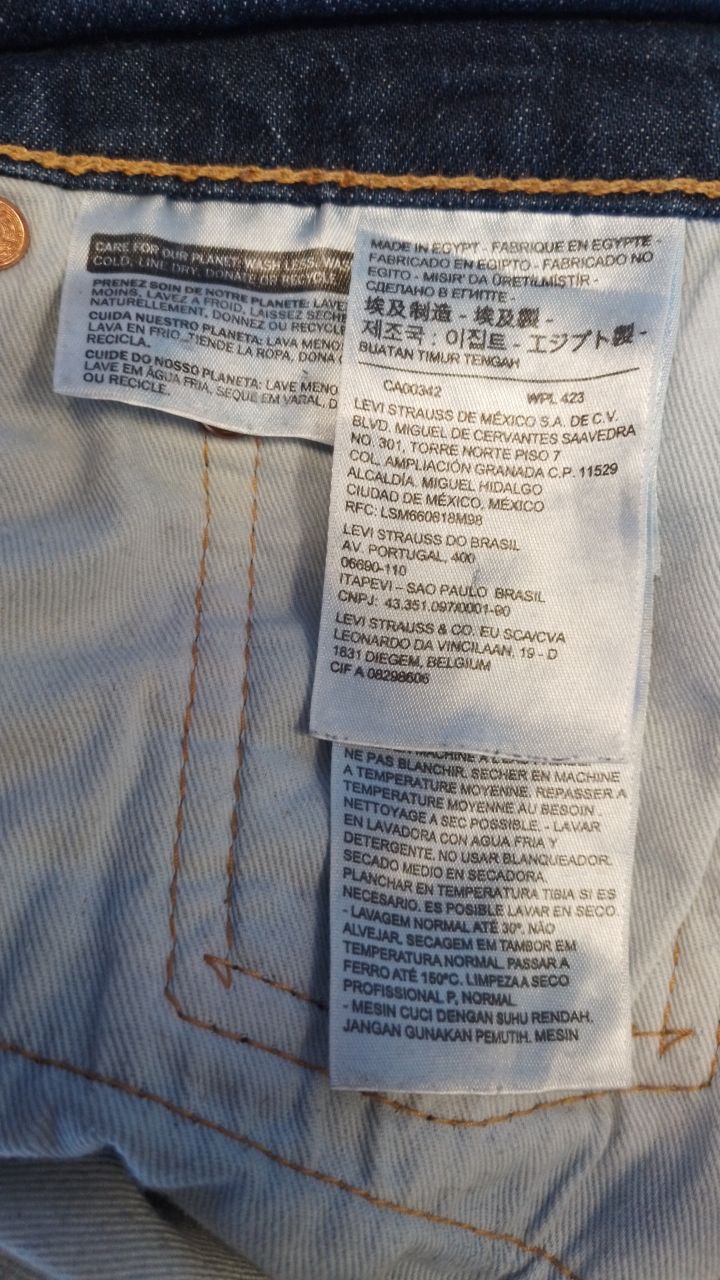 CARE FOR OUR PLANET: WASH LESS, WA
COLD, LINE DRY, DONATE OR RECYCLE
PRENEZ SOIN DE NOTRE PLANETE: LAVE
MOINS, LAVEZ A FROID, LAISSEZ SECH
NATURELLEMENT, DONNEZ OU RECYCLE
CUIDA NUESTRO PLANETA: LAVA MENO
LAVA EN FRIO, TIENDE LA ROPA, DONA O
RECICLA.
CUIDE DO NOSSO PLANETA: LAVE MENO
LAVE EM ÁGUA FRIA, SEQUE EM VARAL, D
OU RECICLE.
MADE IN EGYPT - FABRIQUE EN EGYPTE -
FABRICADO EN EGIPTO - FABRICADO NO
EGITO - MISIR' DA ÜRETILMİSTİR -
СДЕЛАНО В ЕГИПТЕ -
埃及制造 - 埃及製 -
제조국 : 이집트 - エジプト製 -
BUATAN TIMUR TENGAH
CA00342 WPL 423
LEVI STRAUSS DE MÉXICO S.A. DE C.V.
BLVD. MIGUEL DE CERVANTES SAAVEDRA
NO. 301, TORRE NORTE PISO 7
COL. AMPLIACIÓN GRANADA C.P. 11529
ALCALDÍA. MIGUEL HIDALGO
CIUDAD DE MÉXICO, MÉXICO
RFC: LSM660818M98
LEVI STRAUSS DO BRASIL
AV. PORTUGAL, 400
06690-110
ITAPEVI – SAO PAULO BRASIL
CNPJ: 43.351.097/0001-90
LEVI STRAUSS & CO. EU SCA/CVA
LEONARDO DA VINCILAAN, 19 - D
1831 DIEGEM, BELGIUM
CIF A 08298606
MACHINE A L'EAU
NE PAS BLANCHIR. SECHER EN MACHINE
A TEMPERATURE MOYENNE. REPASSER A
TEMPERATURE MOYENNE AU BESOIN .
NETTOYAGE A SEC POSSIBLE. - LAVAR
EN LAVADORA CON AGUA FRIA Y
DETERGENTE. NO USAR BLANQUEADOR.
SECADO MEDIO EN SECADORA.
PLANCHAR EN TEMPERATURA TIBIA SI ES
NECESARIO. ES POSIBLE LAVAR EN SECO.
- LAVAGEM NORMAL ATÉ 30°. NÃO
ALVEJAR. SECAGEM EM TAMBOR EM
TEMPERATURA NORMAL. PASSAR A
FERRO ATÉ 150ºC. LIMPEZA A SECO
PROFISSIONAL P, NORMAL
- MESIN CUCI DENGAN SUHU RENDAH.
JANGAN GUNAKAN PEMUTIH. MESIN